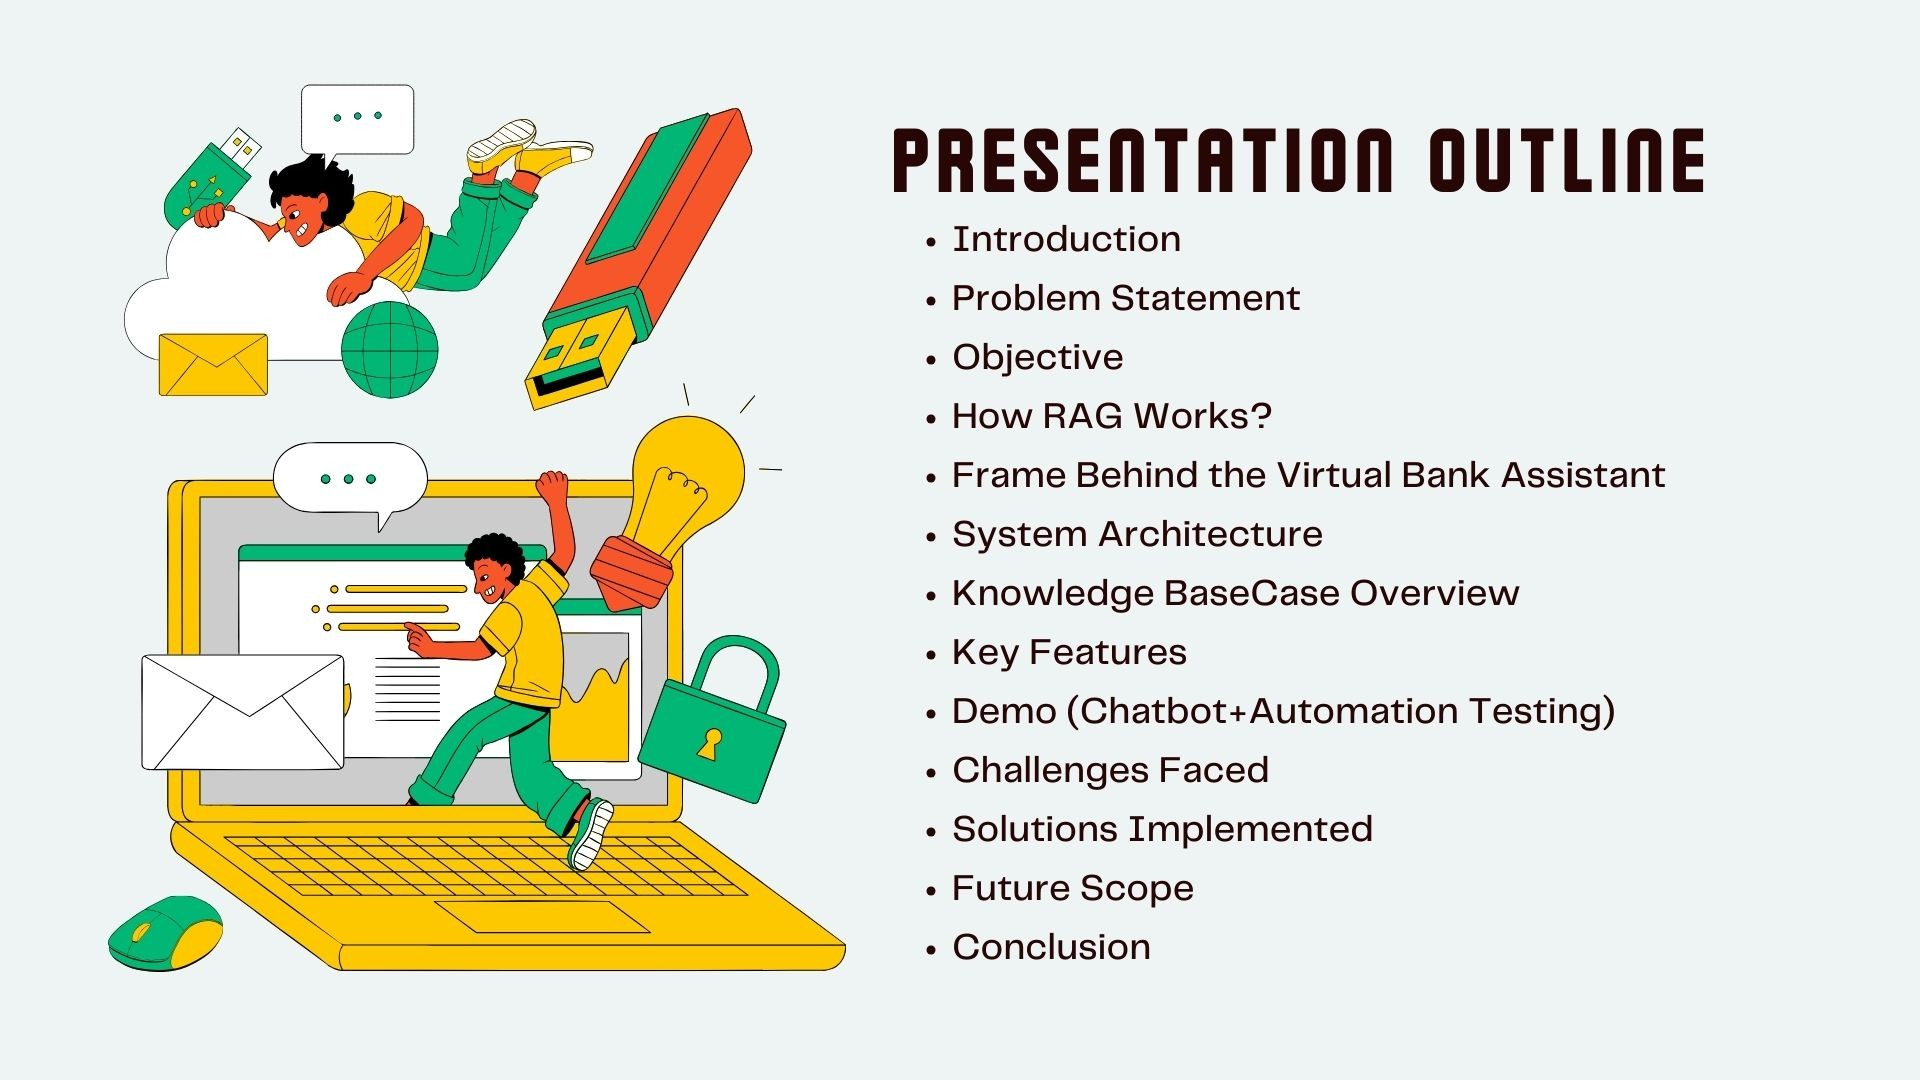 PRESENTATION OUTLINE
• Introduction
• Problem Statement
• Objective
• How RAG Works?
• Frame Behind the Virtual Bank Assistant
• System Architecture
• Knowledge BaseCase Overview
• Key Features
• Demo (Chatbot+Automation Testing)
• Challenges Faced
• Solutions Implemented
• Future Scope
• Conclusion